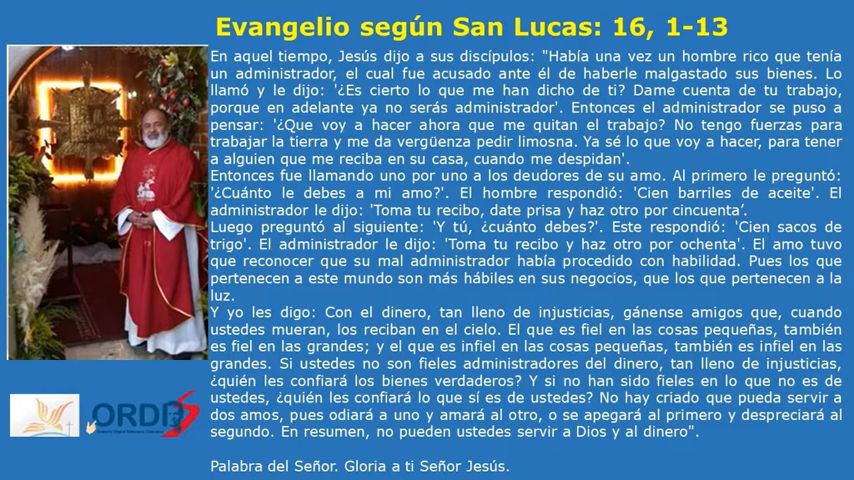 Evangelio según San Lucas: 16, 1-13
En aquel tiempo, Jesús dijo a sus discípulos: "Había una vez un hombre rico que tenía
un administrador, el cual fue acusado ante él de haberle malgastado sus bienes. Lo
llamó y le dijo: '¿Es cierto lo que me han dicho de ti? Dame cuenta de tu trabajo,
porque en adelante ya no serás administrador'. Entonces el administrador se puso a
pensar: '¿Que voy a hacer ahora que me quitan el trabajo? No tengo fuerzas para
trabajar la tierra y me da vergüenza pedir limosna. Ya sé lo que voy a hacer, para tener
a alguien que me reciba en su casa, cuando me despidan'.
Entonces fue llamando uno por uno a los deudores de su amo. Al primero le preguntó:
'¿Cuánto le debes a mi amo?'. El hombre respondió: 'Cien barriles de aceite'. El
administrador le dijo: 'Toma tu recibo, date prisa y haz otro por cincuenta’.
Luego preguntó al siguiente: 'Y tú, ¿cuánto debes?'. Este respondió: 'Cien sacos de
trigo'. El administrador le dijo: 'Toma tu recibo y haz otro por ochenta'. El amo tuvo
que reconocer que su mal administrador había procedido con habilidad. Pues los que
pertenecen a este mundo son más hábiles en sus negocios, que los que pertenecen a la
luz.
Y yo les digo: Con el dinero, tan lleno de injusticias, gánense amigos que, cuando
ustedes mueran, los reciban en el cielo. El que es fiel en las cosas pequeñas, también
es fiel en las grandes; y el que es infiel en las cosas pequeñas, también es infiel en las
grandes. Si ustedes no son fieles administradores del dinero, tan lleno de injusticias,
¿quién les confiará los bienes verdaderos? Y si no han sido fieles en lo que no es de
ustedes, ¿quién les confiará lo que sí es de ustedes? No hay criado que pueda servir a
dos amos, pues odiará a uno y amará al otro, o se apegará al primero y despreciará al
segundo. En resumen, no pueden ustedes servir a Dios y al dinero".
Palabra del Señor. Gloria a ti Señor Jesús.